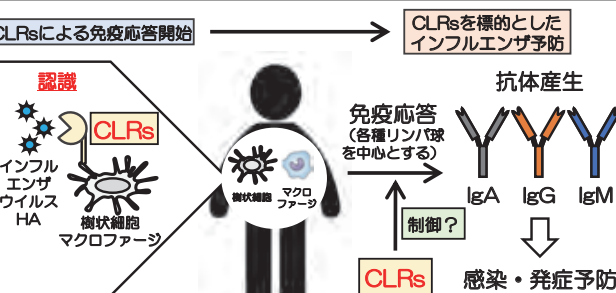 CLRsによる免疫応答開始
CLRsを標的とした
インフルエンザ予防
認識
CLRs
インフル
エンザ
ウイルス
HA
樹状細胞
マクロファージ
樹状細胞
マクロ
ファージ
免疫応答
(各種リンパ球
を中心とする)
制御?
CLRs
抗体産生
IgA
IgG
IgM
感染・発症予防